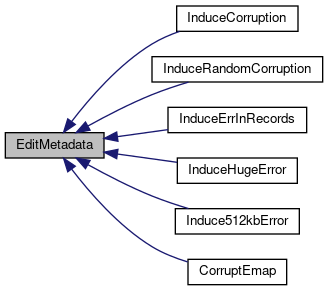 InduceCorruption
InduceRandomCorruption
InduceErrInRecords
EditMetadata
InduceHugeError
Induce512kbError
CorruptEmap